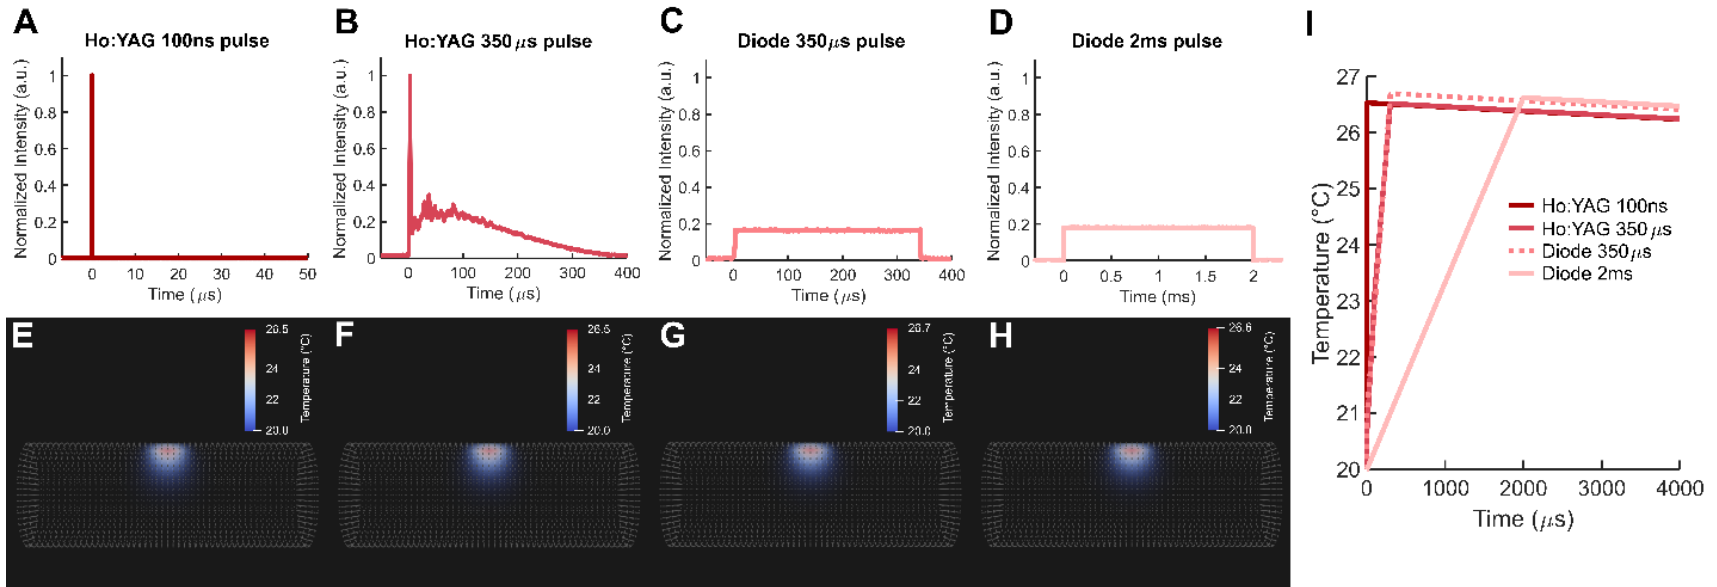 A
Ho:YAG 100ns pulse
Normalized Intensity (a.u.)
1
0.8
0.6
0.4
0.2
0
0 10 20 30 40 50
Time (μs)
B
Ho:YAG 350μs pulse
Normalized Intensity (a.u.)
1
0.8
0.6
0.4
0.2
0
0 100 200 300 400
Time (μs)
C
Diode 350μs pulse
Normalized Intensity (a.u.)
1
0.8
0.6
0.4
0.2
0
0 100 200 300 400
Time (μs)
D
Diode 2ms pulse
Normalized Intensity (a.u.)
1
0.8
0.6
0.4
0.2
0
0 0.5 1 1.5 2
Time (ms)
E
26.5
24
22
20.0
Temperature (°C)
F
26.5
24
22
20.0
Temperature (°C)
G
26.7
24
22
20.0
Temperature (°C)
H
26.6
24
22
20.0
Temperature (°C)
I
Temperature (°C)
27
26
25
24
23
22
21
20
0 1000 2000 3000 4000
Time (μs)
Ho:YAG 100ns
Ho:YAG 350μs
Diode 350μs
Diode 2ms